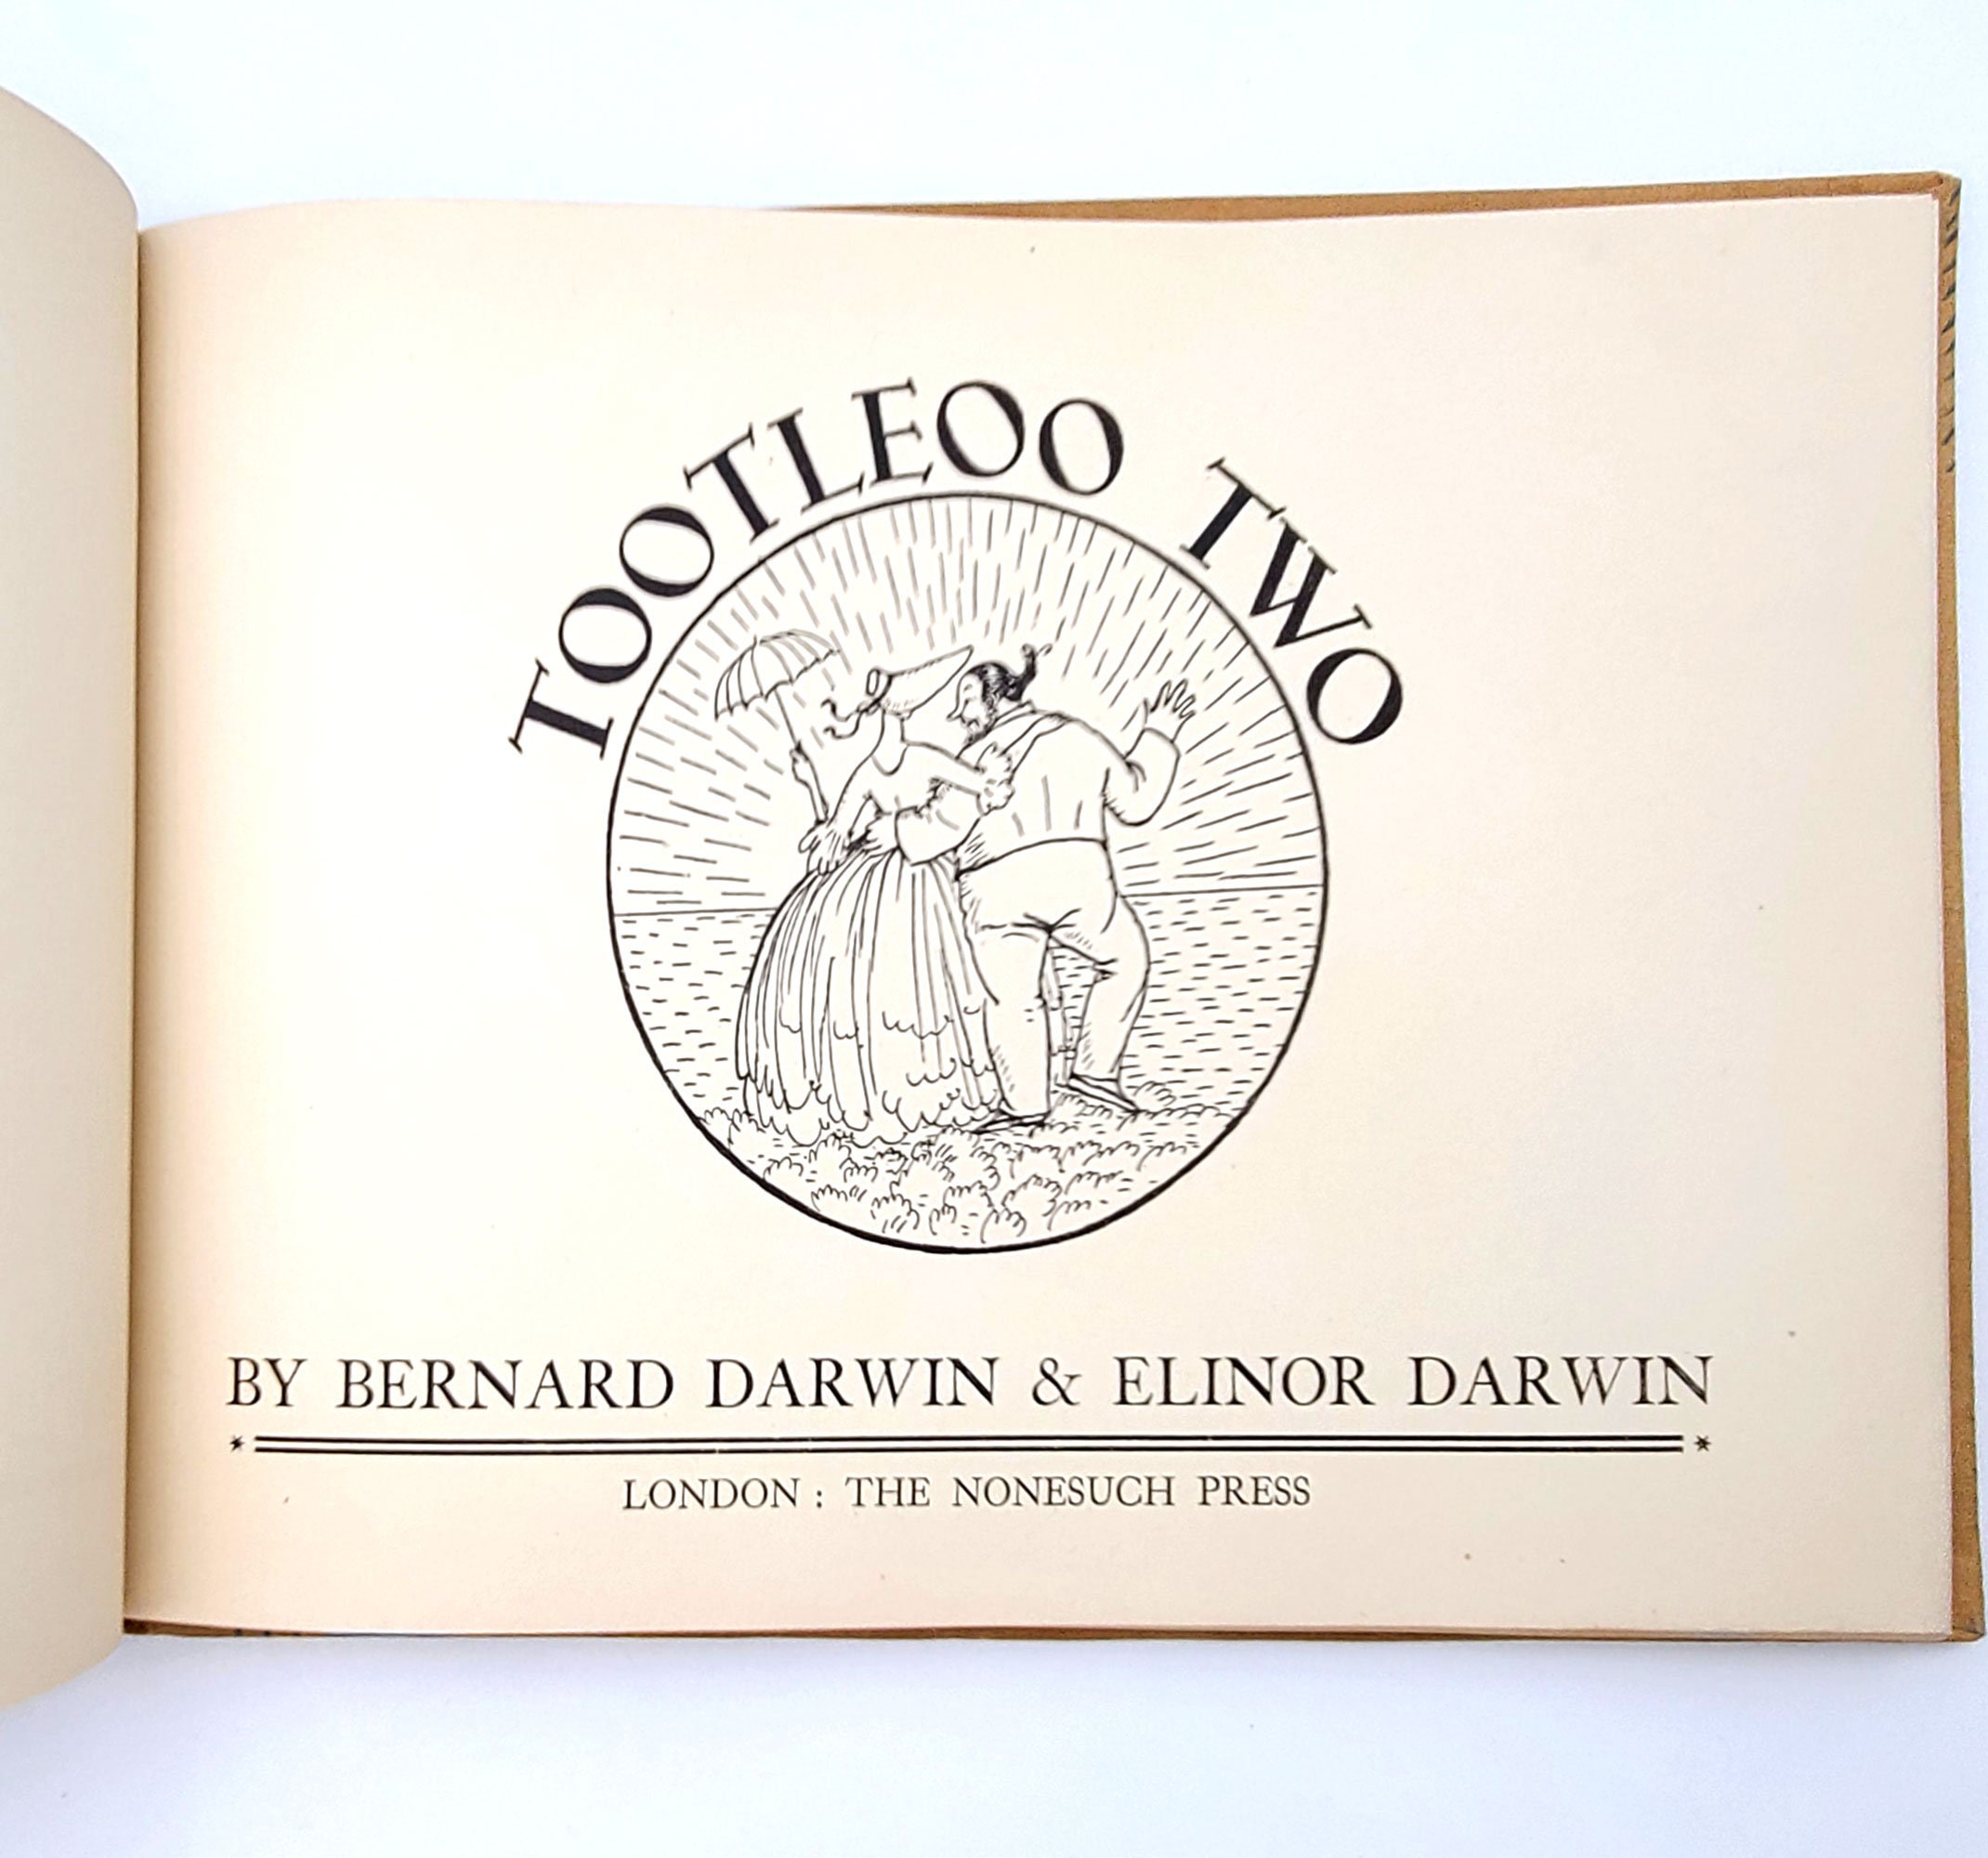 TOOTLEOO TWO
BY BERNARD DARWIN & ELINOR DARWIN
LONDON : THE NONESUCH PRESS